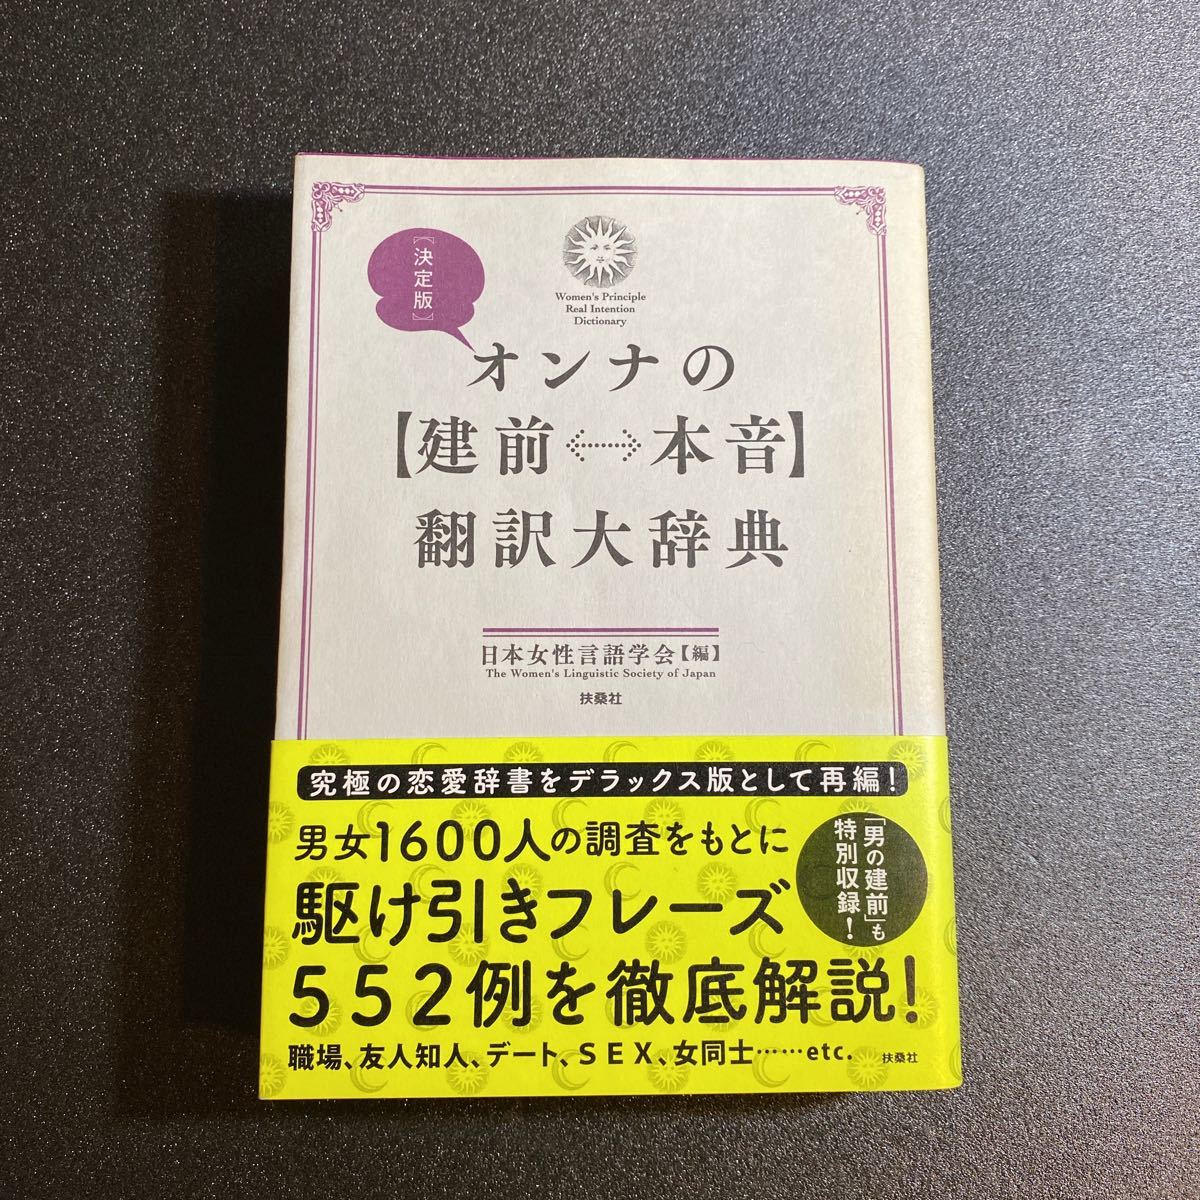 【決定版】
Women's Principle
Real Intention
Dictionary
オンナの
【建前⇔本音】
翻訳大辞典
日本女性言語学会【編】
The Women's Linguistic Society of Japan
扶桑社
究極の恋愛辞書をデラックス版として再編!
男女1600人の調査をもとに
駆け引きフレーズ
552例を徹底解説!
「男の建前」も
特別収録!
職場、友人知人、デート、SEX、女同士……etc.
扶桑社